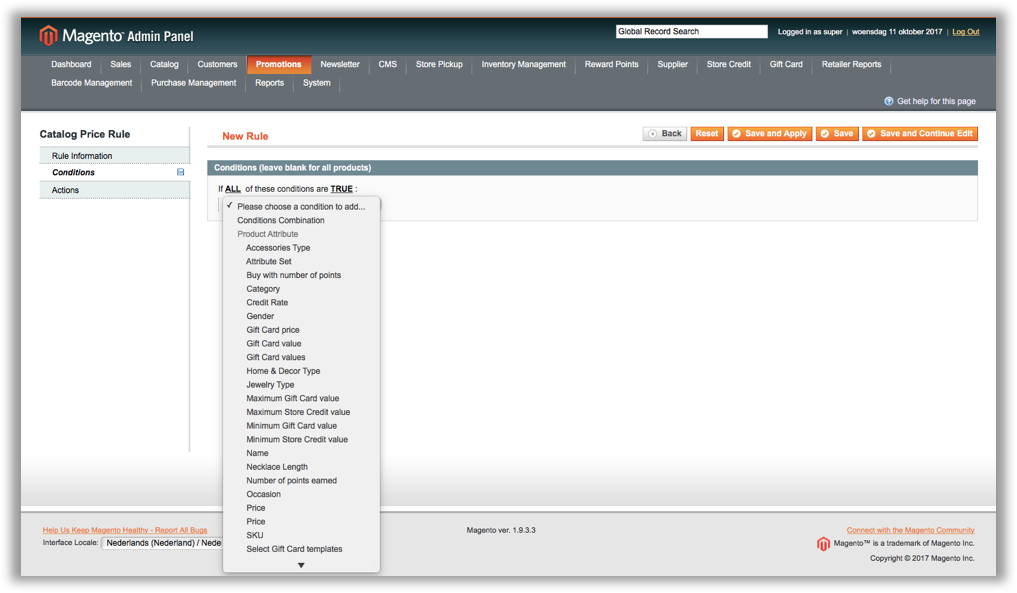 Magento™ Admin Panel
Global Record Search
Logged in as super | woensdag 11 oktober 2017 | Log Out
Dashboard Sales Catalog Customers Promotions Newsletter CMS Store Pickup Inventory Management Reward Points Supplier Store Credit Gift Card Retailer Reports
Barcode Management Purchase Management Reports System
Get help for this page
Catalog Price Rule
Rule Information
Conditions
Actions
New Rule
Back Reset Save and Apply Save Save and Continue Edit
Conditions (leave blank for all products)
If ALL of these conditions are TRUE :
✓ Please choose a condition to add...
Conditions Combination
Product Attribute
Accessories Type
Attribute Set
Buy with number of points
Category
Credit Rate
Gender
Gift Card price
Gift Card value
Gift Card values
Home & Decor Type
Jewelry Type
Maximum Gift Card value
Maximum Store Credit value
Minimum Gift Card value
Minimum Store Credit value
Name
Necklace Length
Number of points earned
Occasion
Price
Price
SKU
Select Gift Card templates
Help Us Keep Magento Healthy - Report All Bugs
Interface Locale: Nederlands (Nederland) / Nede
Magento ver. 1.9.3.3
Connect with the Magento Community
Magento™ is a trademark of Magento Inc.
Copyright © 2017 Magento Inc.